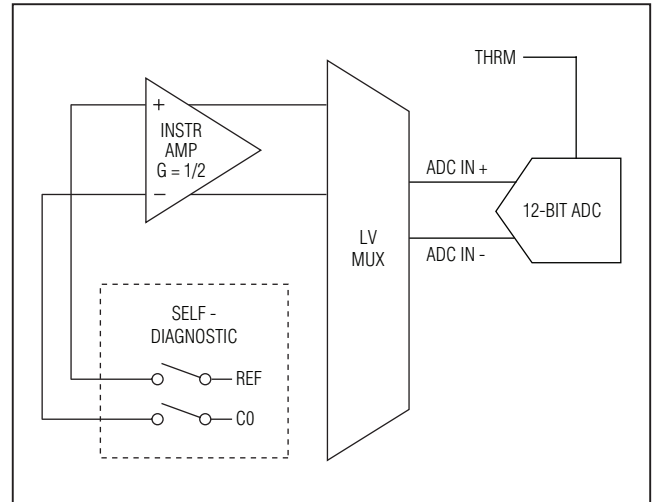 THRM
+
INSTR
AMP
G = 1/2
−
ADC IN +
12-BIT ADC
LV
MUX
ADC IN -
SELF -
DIAGNOSTIC
REF
C0